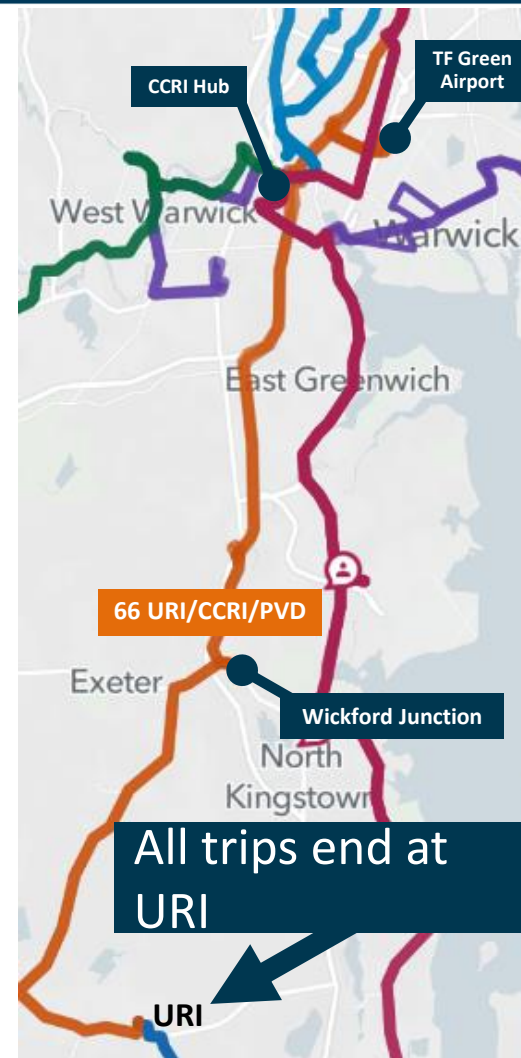 TF Green
Airport
CCRI Hub
West Warwick
Warwick
East Greenwich
66 URI/CCRI/PVD
Exeter
Wickford Junction
North
Kingstown
All trips end at
URI
URI